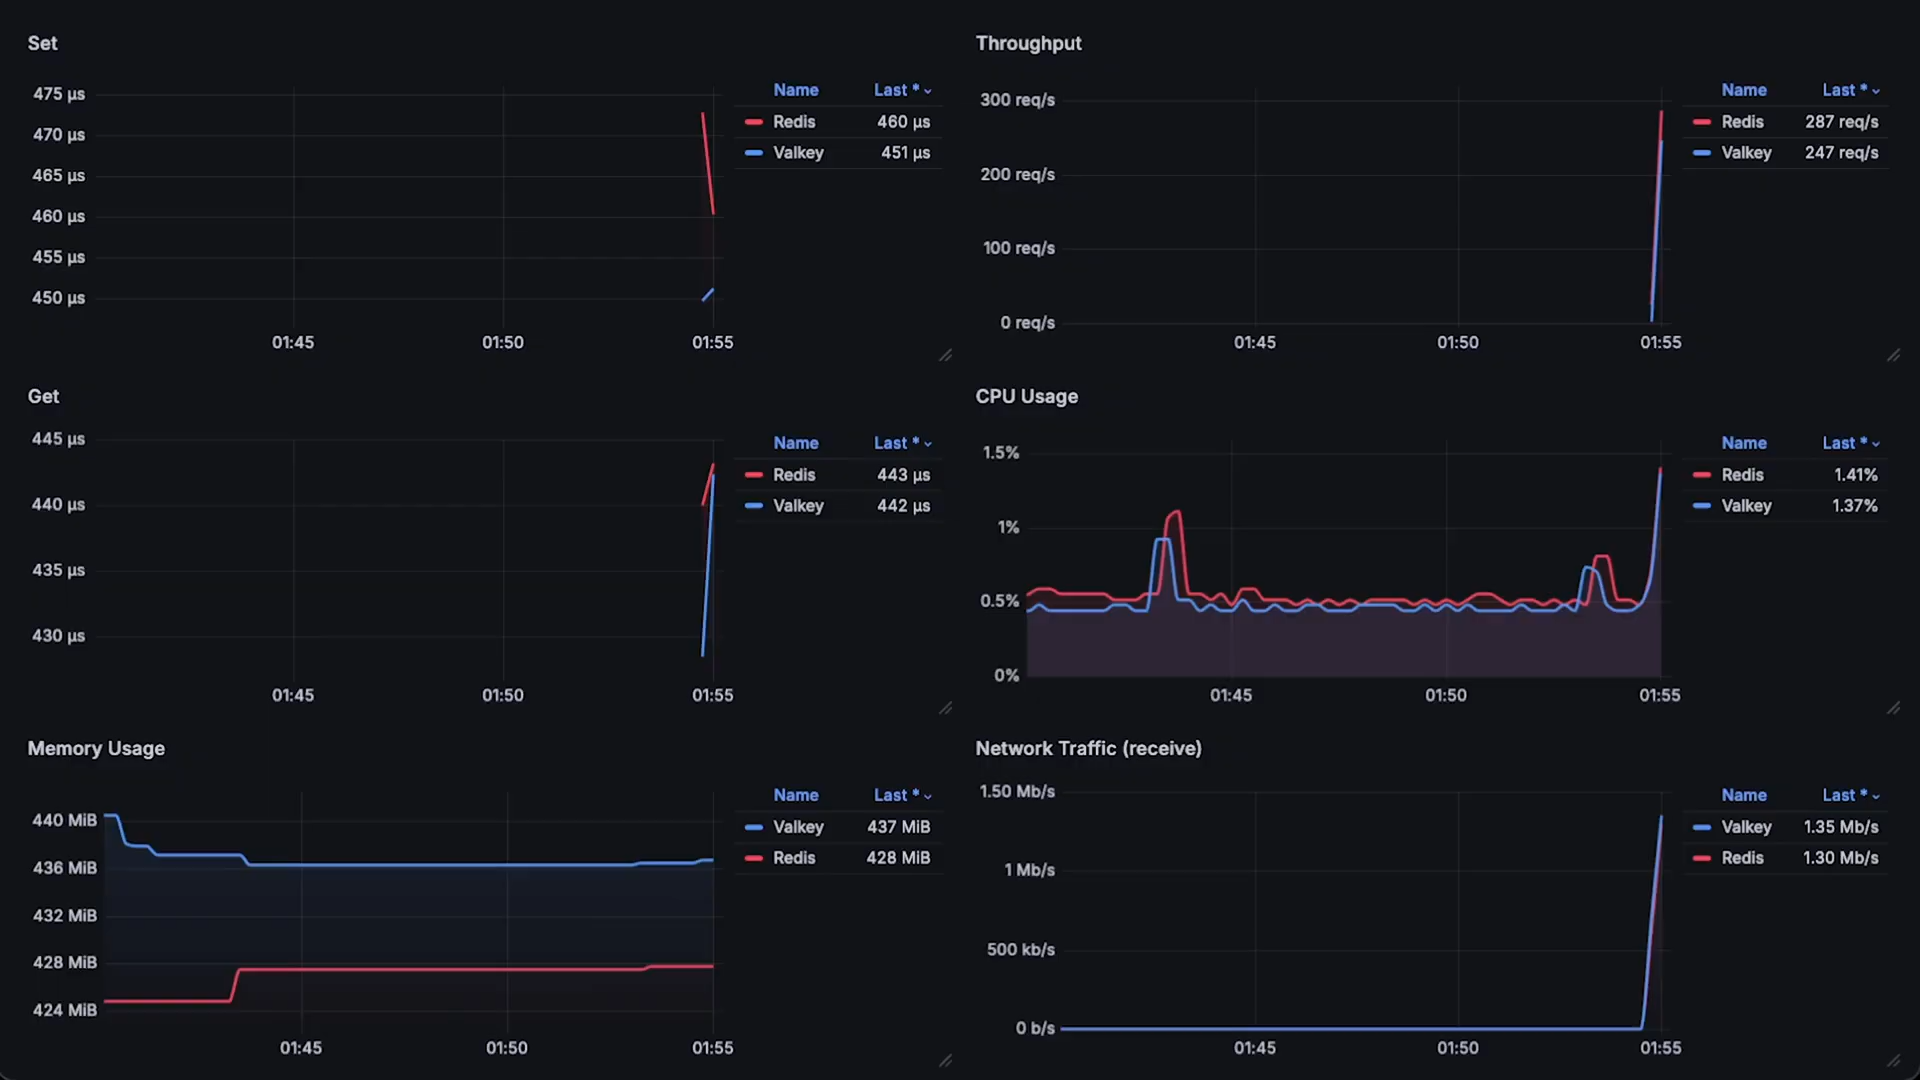 Set
475 µs
470 µs
465 µs
460 µs
455 µs
450 µs
01:45 01:50 01:55
Name Last *
Redis 460 µs
Valkey 451 µs
Throughput
300 req/s
200 req/s
100 req/s
0 req/s
01:45 01:50 01:55
Name Last *
Redis 287 req/s
Valkey 247 req/s
Get
445 µs
440 µs
435 µs
430 µs
01:45 01:50 01:55
Name Last *
Redis 443 µs
Valkey 442 µs
CPU Usage
1.5%
1%
0.5%
0%
01:45 01:50 01:55
Name Last *
Redis 1.41%
Valkey 1.37%
Memory Usage
440 MiB
436 MiB
432 MiB
428 MiB
424 MiB
01:45 01:50 01:55
Name Last *
Valkey 437 MiB
Redis 428 MiB
Network Traffic (receive)
1.50 Mb/s
1 Mb/s
500 kb/s
0 b/s
01:45 01:50 01:55
Name Last *
Valkey 1.35 Mb/s
Redis 1.30 Mb/s